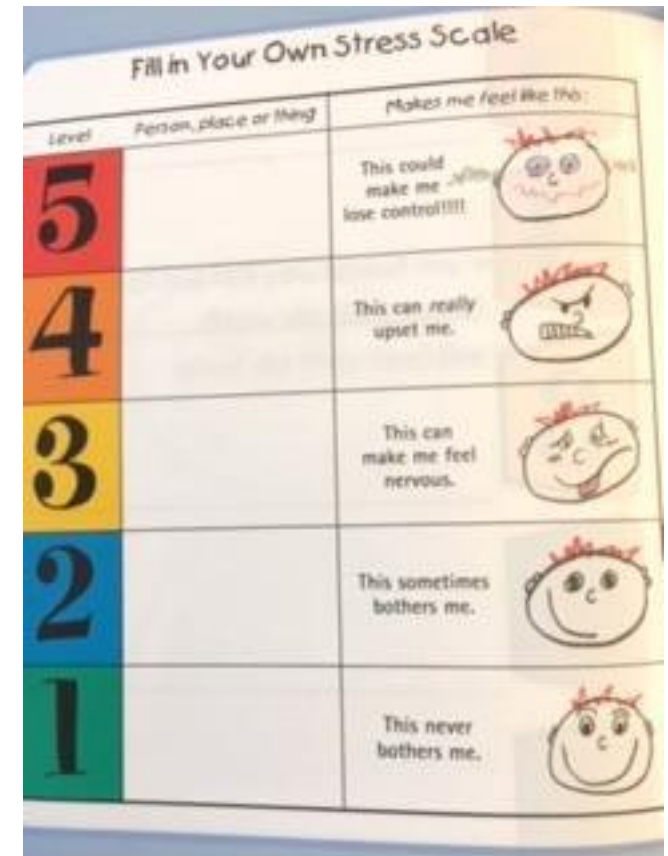 Fill in Your Own Stress Scale
Level Person, place or thing Makes me feel like this:
5
This could
make me
lose control!!!!!
4
This can really
upset me.
3
This can
make me feel
nervous.
2
This sometimes
bothers me.
1
This never
bothers me.